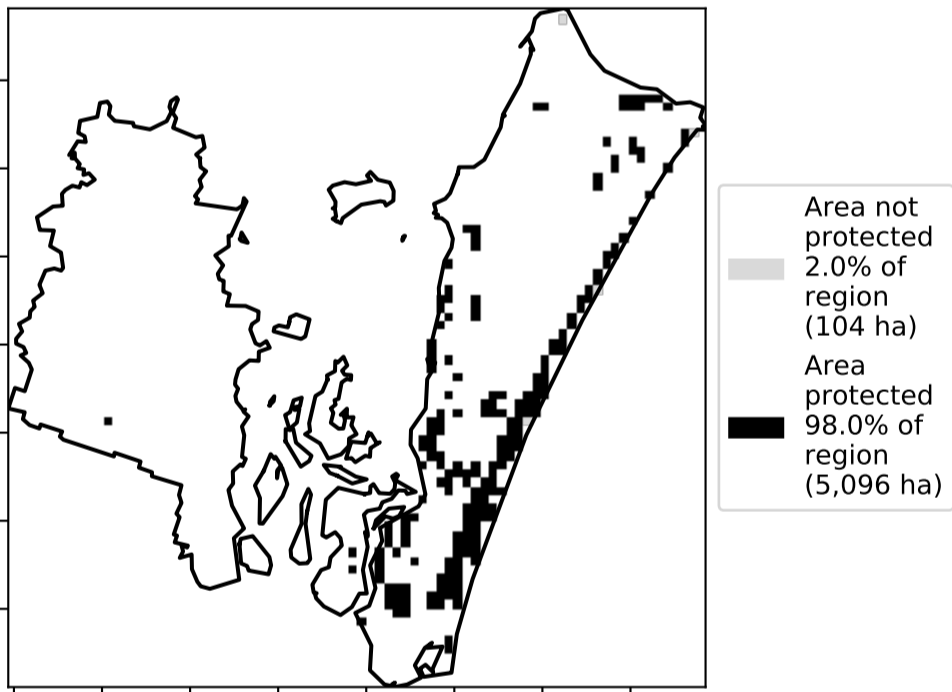 Area not
protected
2.0% of
region
(104 ha)
Area
protected
98.0% of
region
(5,096 ha)